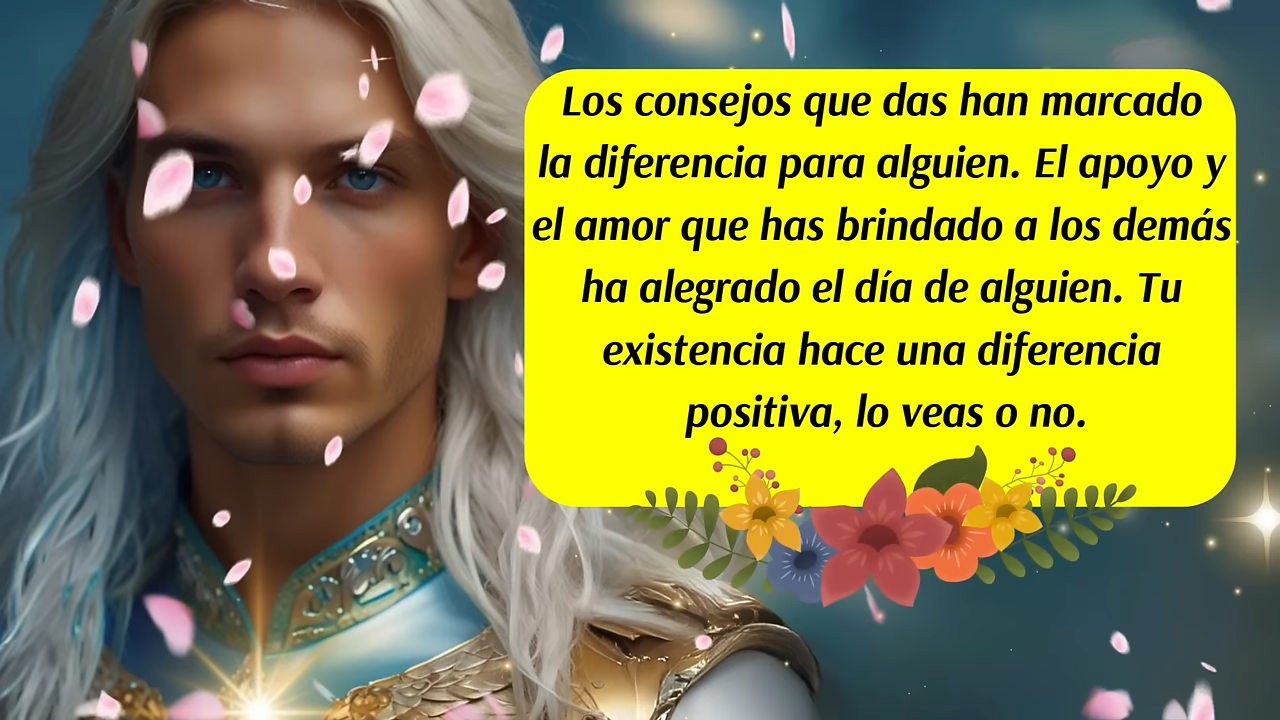 Los consejos que das han marcado
la diferencia para alguien. El apoyo y
el amor que has brindado a los demás
ha alegrado el día de alguien. Tu
existencia hace una diferencia
positiva, lo veas o no.